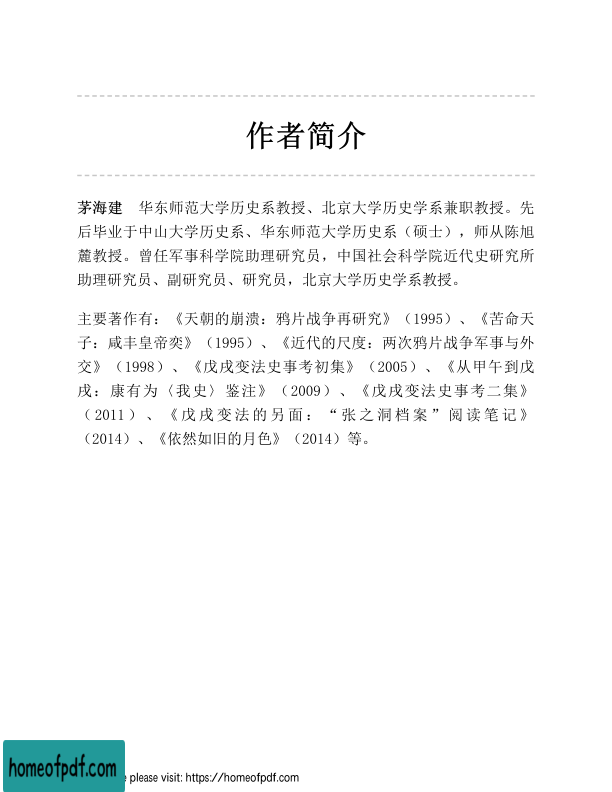 作者简介
茅海建 华东师范大学历史系教授、北京大学历史学系兼职教授。先
后毕业于中山大学历史系、华东师范大学历史系（硕士），师从陈旭
麓教授。曾任军事科学院助理研究员，中国社会科学院近代史研究所
助理研究员、副研究员、研究员，北京大学历史学系教授。
主要著作有：《天朝的崩溃：鸦片战争再研究》（1995）、《苦命天
子：咸丰皇帝奕》（1995）、《近代的尺度：两次鸦片战争军事与外
交》（1998）、《戊戌变法史事考初集》（2005）、《从甲午到戊
戌：康有为〈我史〉鉴注》（2009）、《戊戌变法史事考二集》
（2011）、《戊戌变法的另面：“张之洞档案”阅读笔记》
（2014）、《依然如旧的月色》（2014）等。
homeofpdf.com
e please visit: https://homeofpdf.com